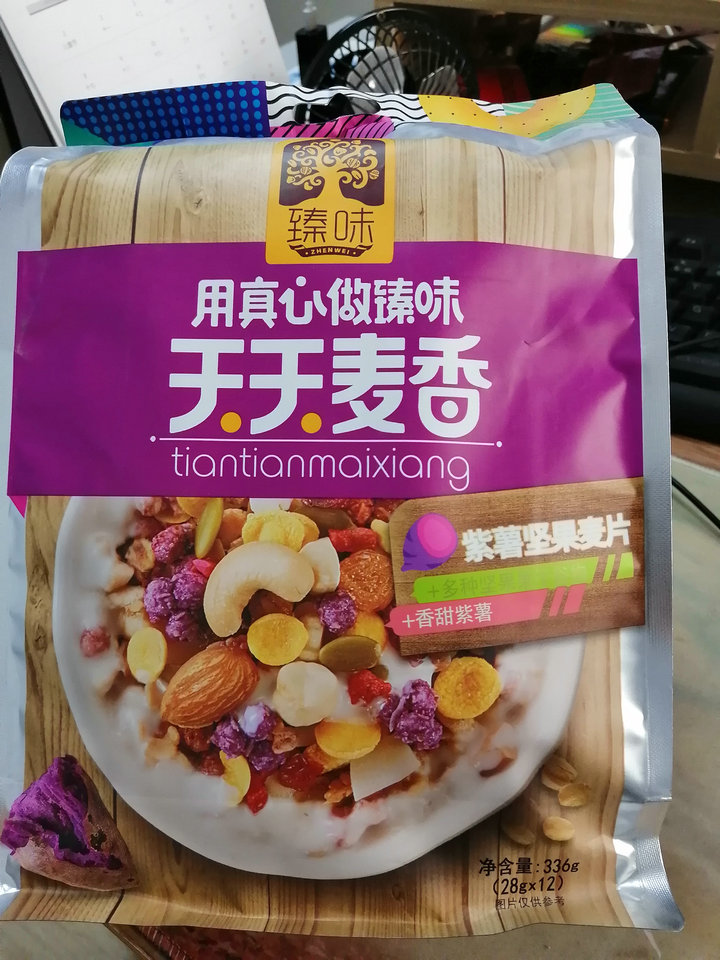 臻味
ZHENWEI
用真心做臻味
天天麦香
tiantianmaixiang
紫薯坚果麦片
+多种坚果
+香甜紫薯
净含量:336g
(28g×12)
图片仅供参考